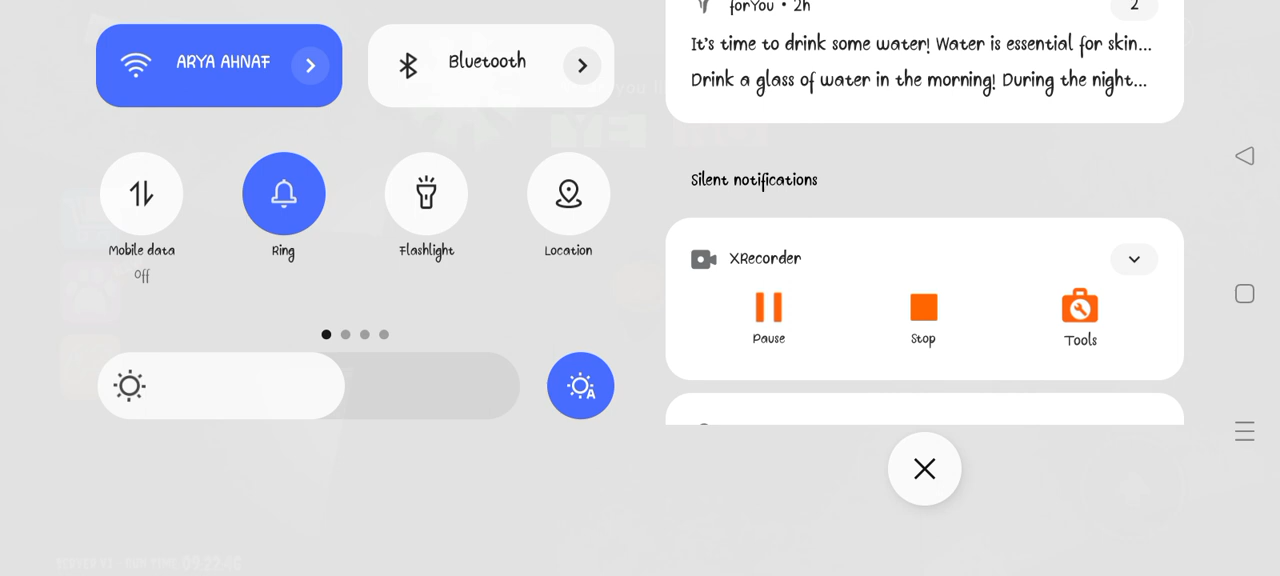 ARYA AHNAF
Bluetooth
Mobile data
Off
Ring
Flashlight
Location
A
forYou • 2h
2
It's time to drink some water! Water is essential for skin...
Drink a glass of water in the morning! During the night...
Silent notifications
XRecorder
Pause
Stop
Tools